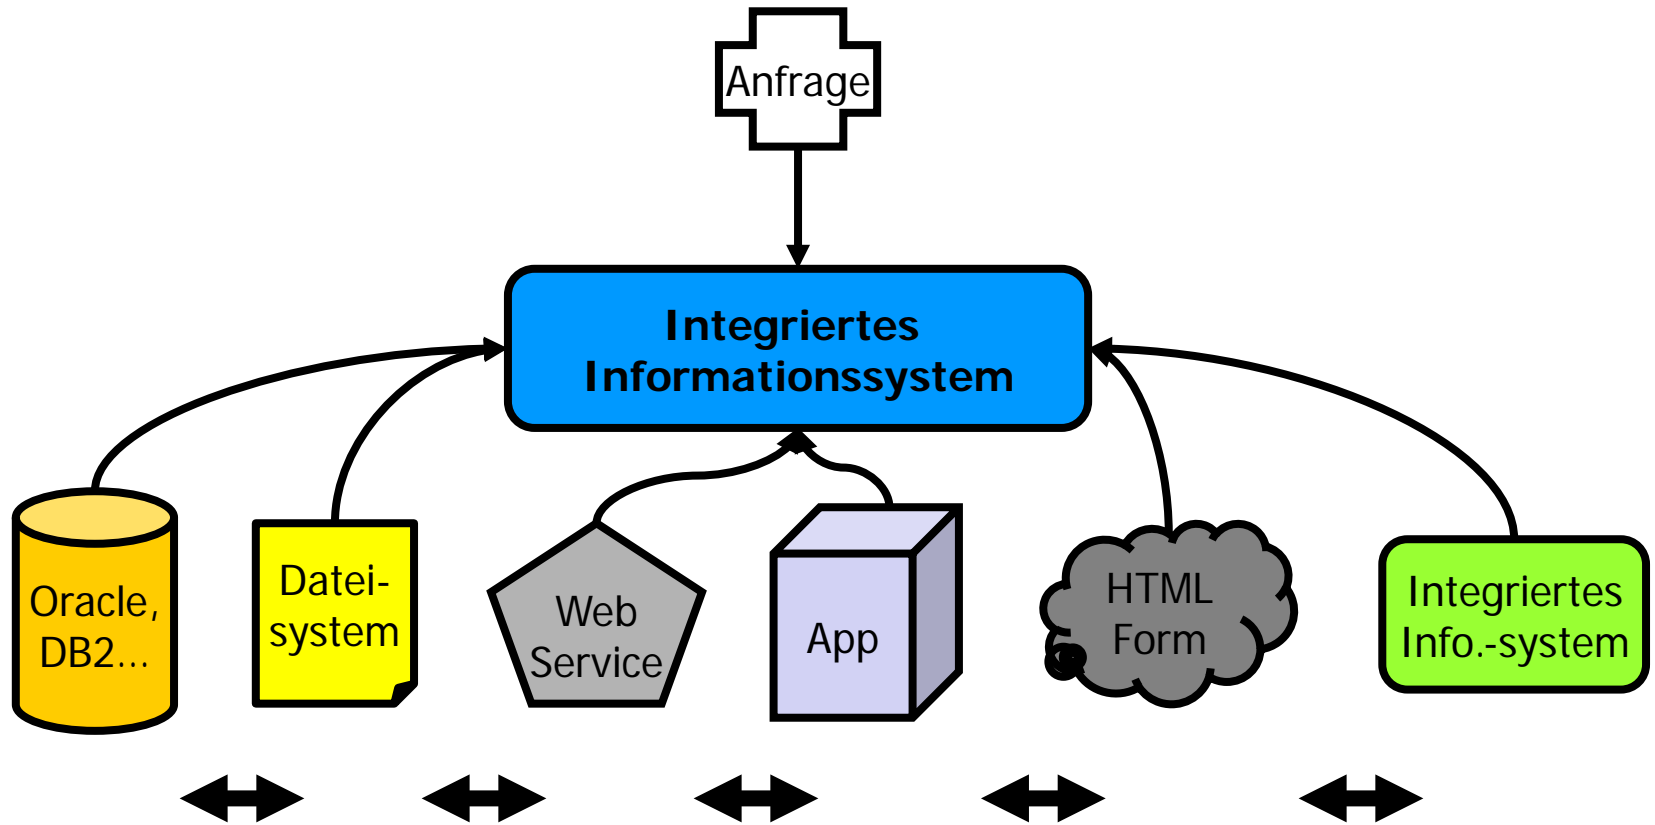 Anfrage
Integriertes
Informationssystem
Oracle,
DB2...
Datei-
system
Web
Service
App
HTML
Form
Integriertes
Info.-system